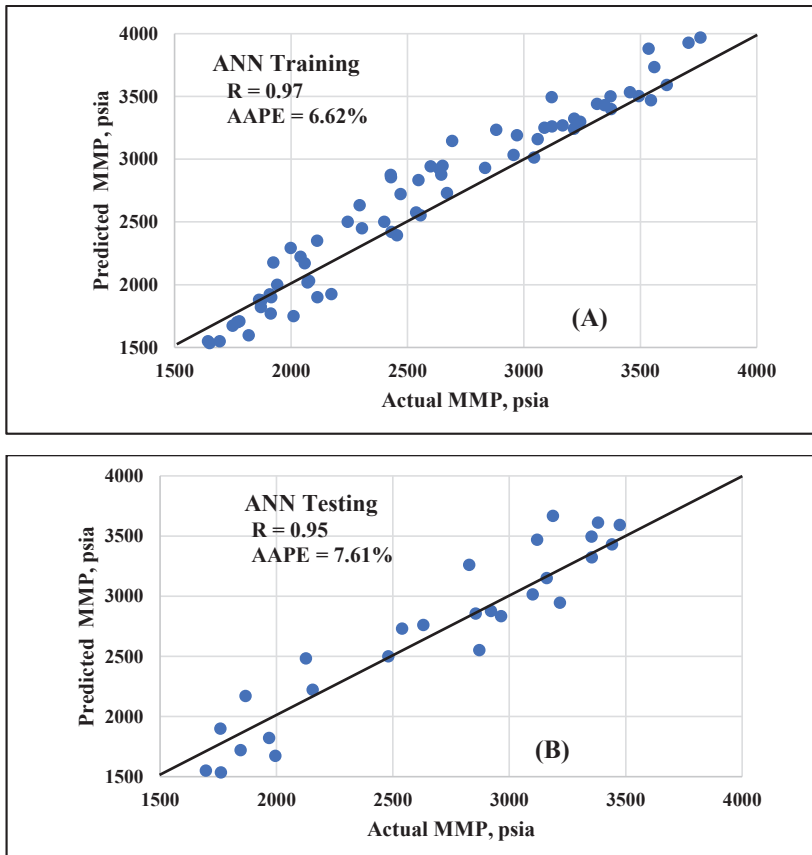 4000
ANN Training
R = 0.97
AAPE = 6.62%
3500
3000
Predicted MMP, psia
2500
2000
(A)
1500
1500 2000 2500 3000 3500 4000
Actual MMP, psia
4000
ANN Testing
R = 0.95
AAPE = 7.61%
3500
3000
Predicted MMP, psia
2500
2000
(B)
1500
1500 2000 2500 3000 3500 4000
Actual MMP, psia